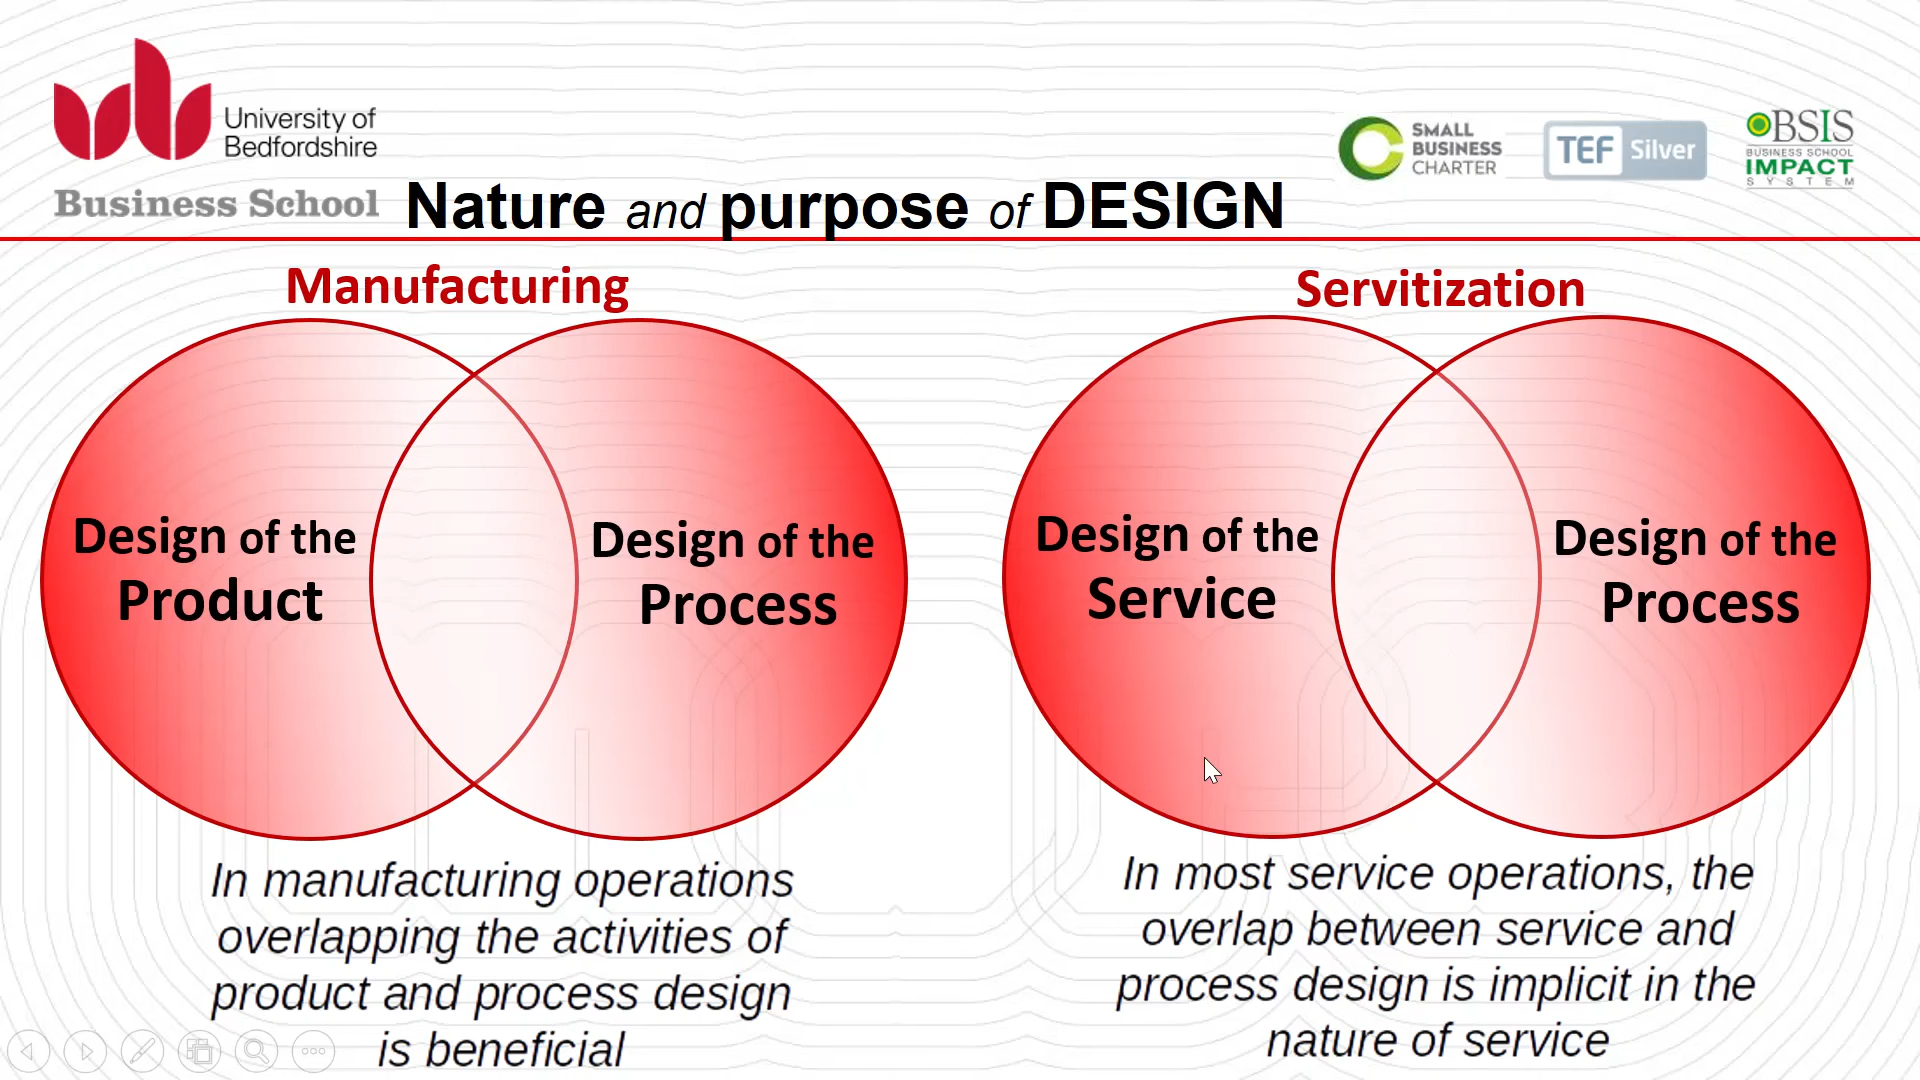 University of
Bedfordshire
Business School
SMALL
BUSINESS
CHARTER
TEF Silver
BSIS
BUSINESS SCHOOL
IMPACT
SYSTEM
Nature and purpose of DESIGN
Manufacturing
Design of the
Product
Design of the
Process
In manufacturing operations
overlapping the activities of
product and process design
is beneficial
Servitization
Design of the
Service
Design of the
Process
In most service operations, the
overlap between service and
process design is implicit in the
nature of service